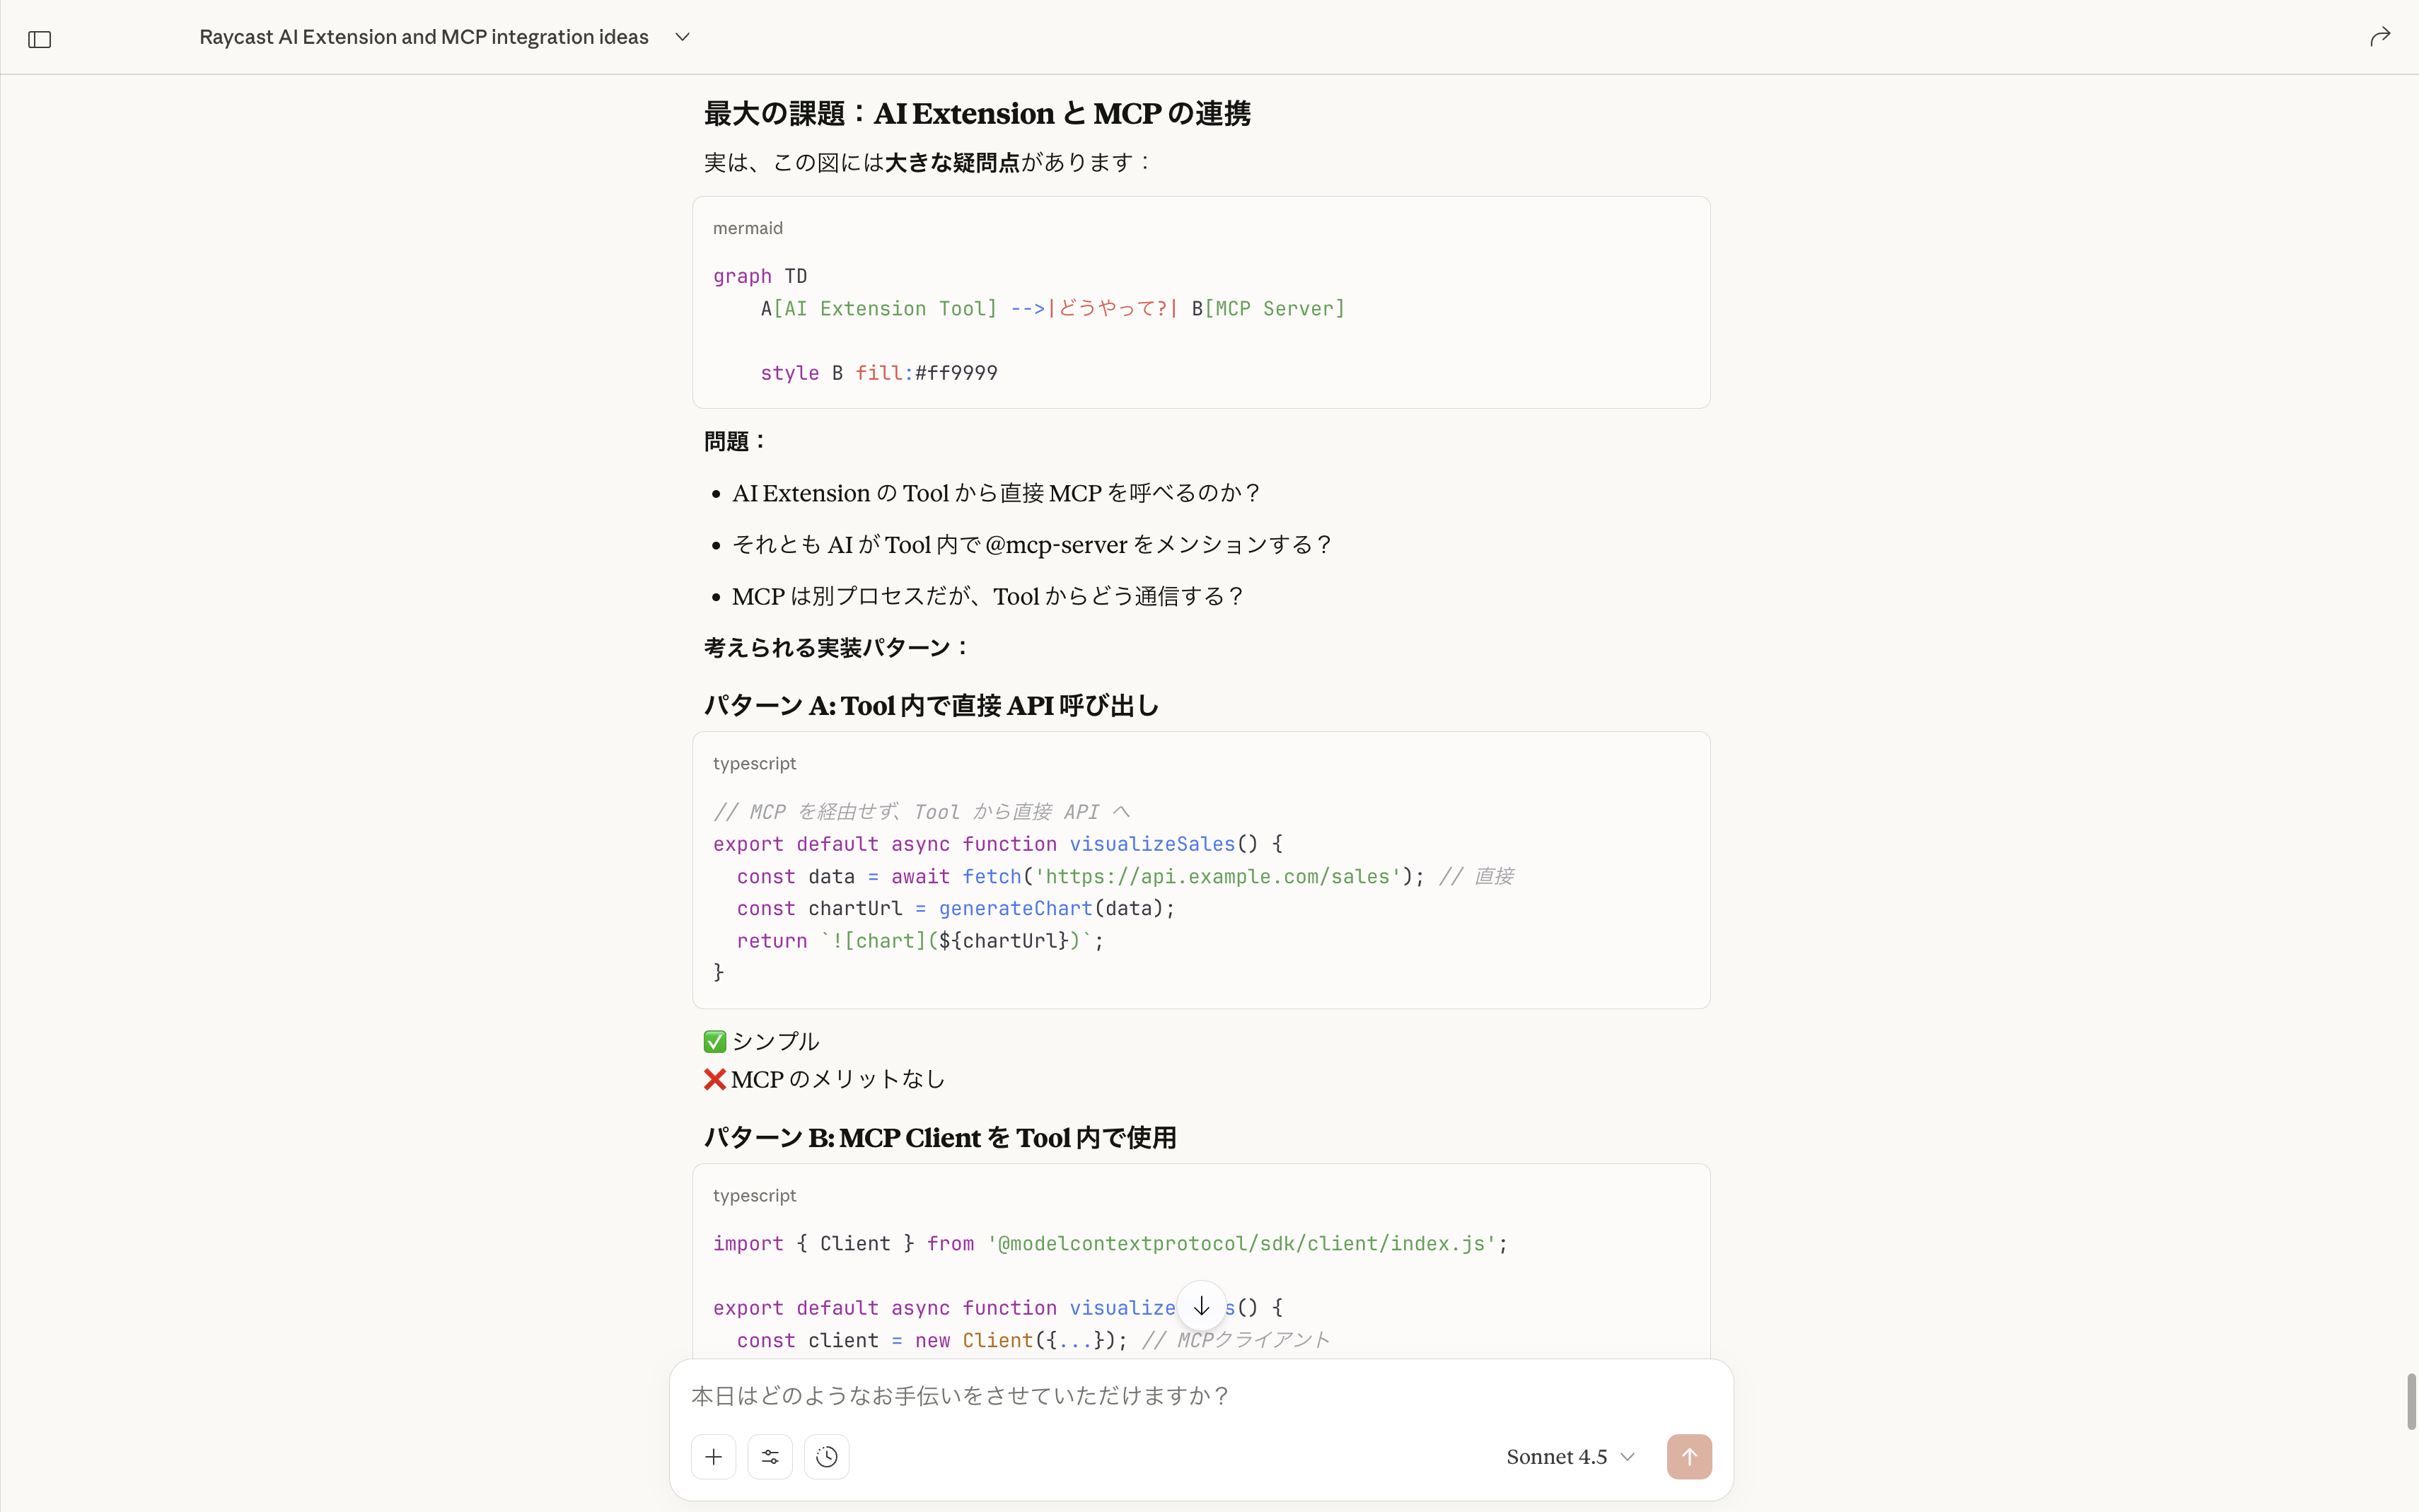 Raycast AI Extension and MCP integration ideas
最大の課題：AI Extension と MCP の連携
実は、この図には大きな疑問点があります：
mermaid
graph TD
    A[AI Extension Tool] -->|どうやって?| B[MCP Server]
    style B fill:#ff9999
問題：
• AI Extension の Tool から直接 MCP を呼べるのか？
• それとも AI が Tool 内で @mcp-server をメンションする？
• MCP は別プロセスだが、Tool からどう通信する？
考えられる実装パターン：
パターン A: Tool 内で直接 API 呼び出し
typescript
// MCP を経由せず、Tool から直接 API へ
export default async function visualizeSales() {
  const data = await fetch('https://api.example.com/sales'); // 直接
  const chartUrl = generateChart(data);
  return `![chart](${chartUrl})`;
}
✅ シンプル
❌ MCP のメリットなし
パターン B: MCP Client を Tool 内で使用
typescript
import { Client } from '@modelcontextprotocol/sdk/client/index.js';
export default async function visualize s() {
  const client = new Client({...}); // MCPクライアント
本日はどのようなお手伝いをさせていただけますか？
Sonnet 4.5